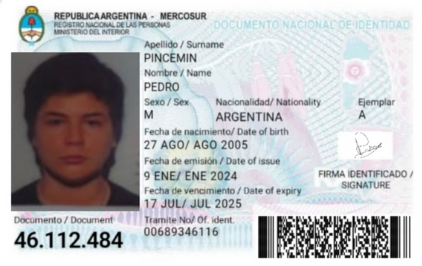 REPUBLICA ARGENTINA - MERCOSUR
REGISTRO NACIONAL DE LAS PERSONAS
MINISTERIO DEL INTERIOR
DOCUMENTO NACIONAL DE IDENTIDAD
Apellido / Surname
PINCEMIN
Nombre / Name
PEDRO
Sexo / Sex Nacionalidad/ Nationality Ejemplar
M ARGENTINA A
Fecha de nacimiento/ Date of birth
27 AGO/ AGO 2005
Fecha de emisión / Date of issue
9 ENE/ ENE 2024
FIRMA IDENTIFICADO /
SIGNATURE
Fecha de vencimiento / Date of expiry
17 JUL/ JUL 2025
Documento / Document
46.112.484
Tramite No/ Of. ident.
00689346116